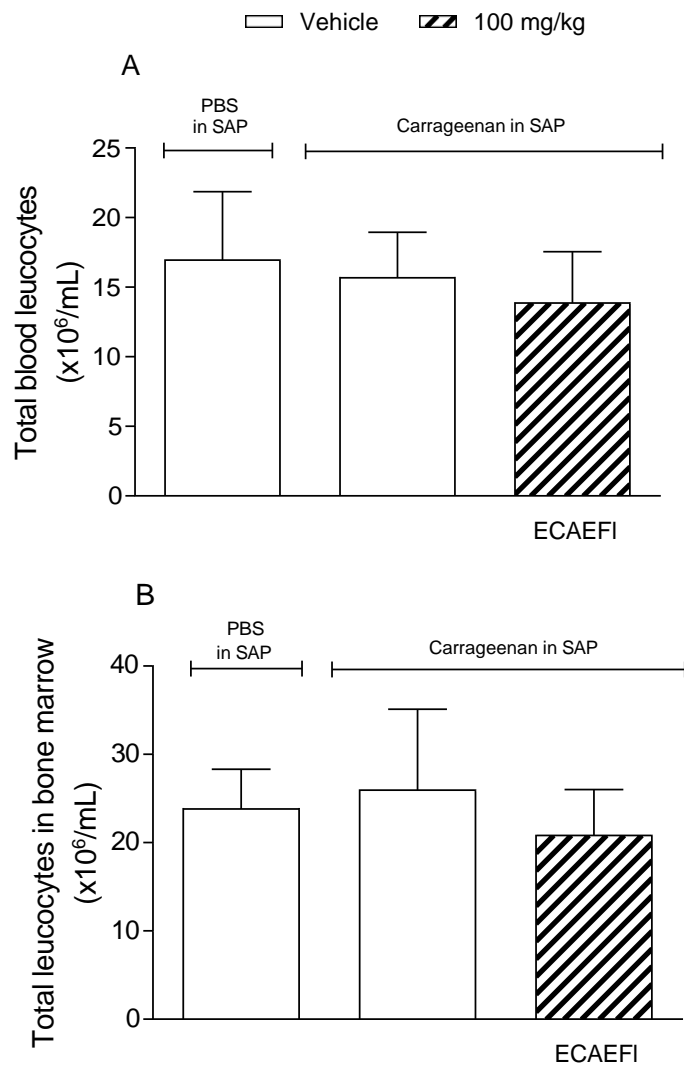 Vehicle 100 mg/kg
A
PBS
in SAP
Carrageenan in SAP
Total blood leucocytes
(x10⁶/mL)
25
20
15
10
5
0
ECAEFI
B
PBS
in SAP
Carrageenan in SAP
Total leucocytes in bone marrow
(x10⁶/mL)
40
30
20
10
0
ECAEFI